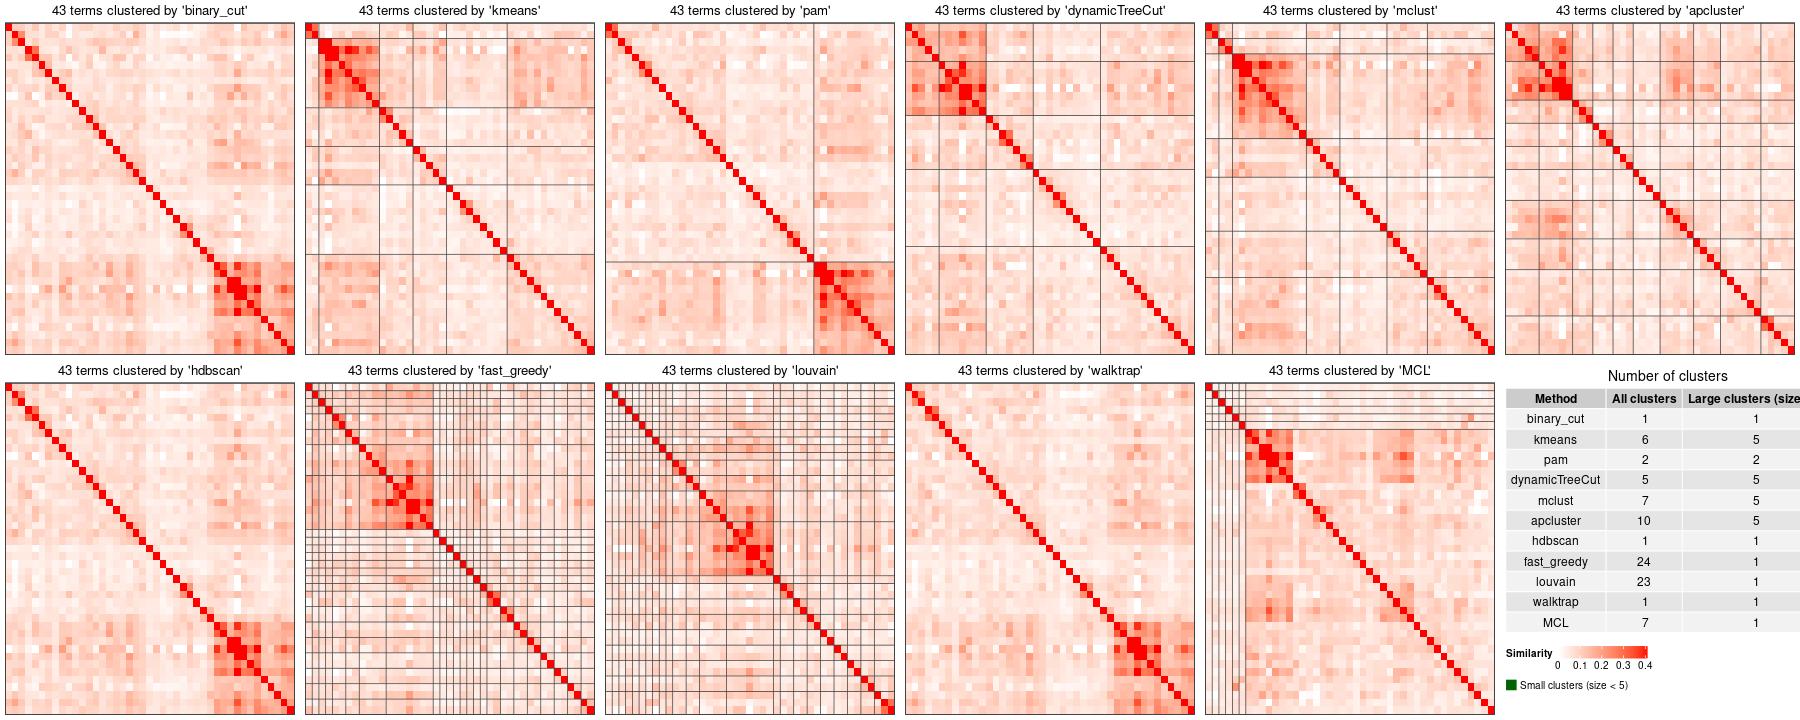 43 terms clustered by 'binary_cut'
43 terms clustered by 'kmeans'
43 terms clustered by 'pam'
43 terms clustered by 'dynamicTreeCut'
43 terms clustered by 'mclust'
43 terms clustered by 'apcluster'
43 terms clustered by 'hdbscan'
43 terms clustered by 'fast_greedy'
43 terms clustered by 'louvain'
43 terms clustered by 'walktrap'
43 terms clustered by 'MCL'
Number of clusters
Method All clusters Large clusters (size
binary_cut 1 1
kmeans 6 5
pam 2 2
dynamicTreeCut 5 5
mclust 7 5
apcluster 10 5
hdbscan 1 1
fast_greedy 24 1
louvain 23 1
walktrap 1 1
MCL 7 1
Similarity
0 0.1 0.2 0.3 0.4
Small clusters (size < 5)